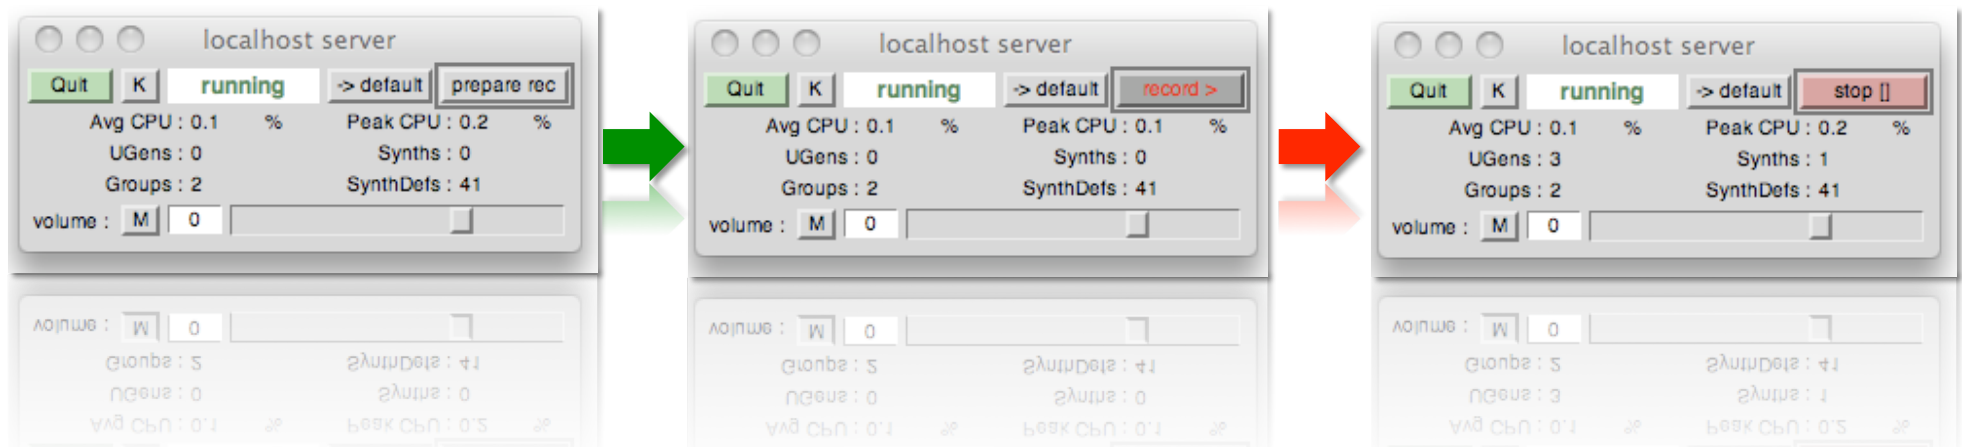 localhost server
Quit K running -> default prepare rec
Avg CPU : 0.1 % Peak CPU : 0.2 %
UGens : 0 Synths : 0
Groups : 2 SynthDefs : 41
volume : M 0
localhost server
Quit K running -> default record >
Avg CPU : 0.1 % Peak CPU : 0.1 %
UGens : 0 Synths : 0
Groups : 2 SynthDefs : 41
volume : M 0
localhost server
Quit K running -> default stop []
Avg CPU : 0.1 % Peak CPU : 0.2 %
UGens : 3 Synths : 1
Groups : 2 SynthDefs : 41
volume : M 0